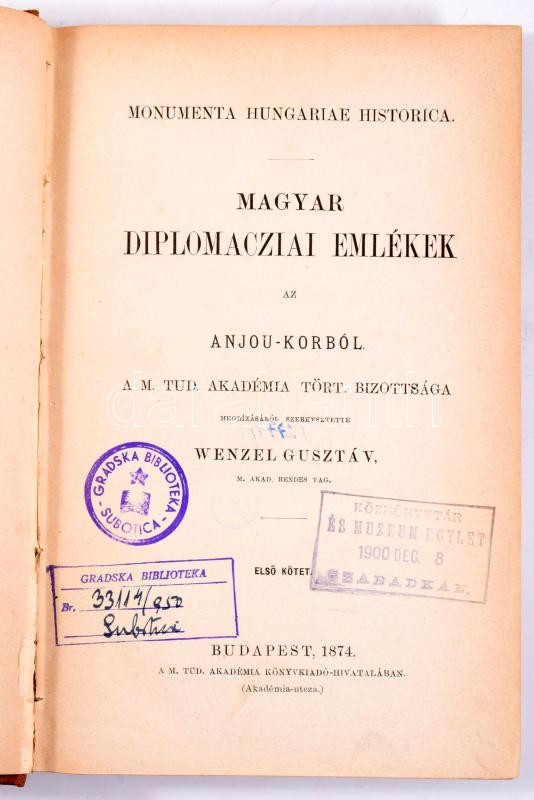 MONUMENTA HUNGARIAE HISTORICA.
MAGYAR
DIPLOMACZIAI EMLÉKEK
AZ
ANJOU-KORBÓL.
A M. TUD. AKADÉMIA TÖRT. BIZOTTSÁGA
MEGBÍZÁSÁBÓL SZERKESZTETTE
WENZEL GUSZTÁV,
M. AKAD. RENDES TAG.
GRADSKA BIBLIOTEKA
SUBOTICA
KÖZKÖNYVTÁR
ÉS MUZEUM EGYLET
1900 DEC. 8
SZABADKÁN.
ELSŐ KÖTET.
GRADSKA BIBLIOTEKA
Br. 33114/950
Subotica
BUDAPEST, 1874.
A M. TUD. AKADÉMIA KÖNYVKIADÓ-HIVATALÁBAN.
(Akadémia-utcza.)